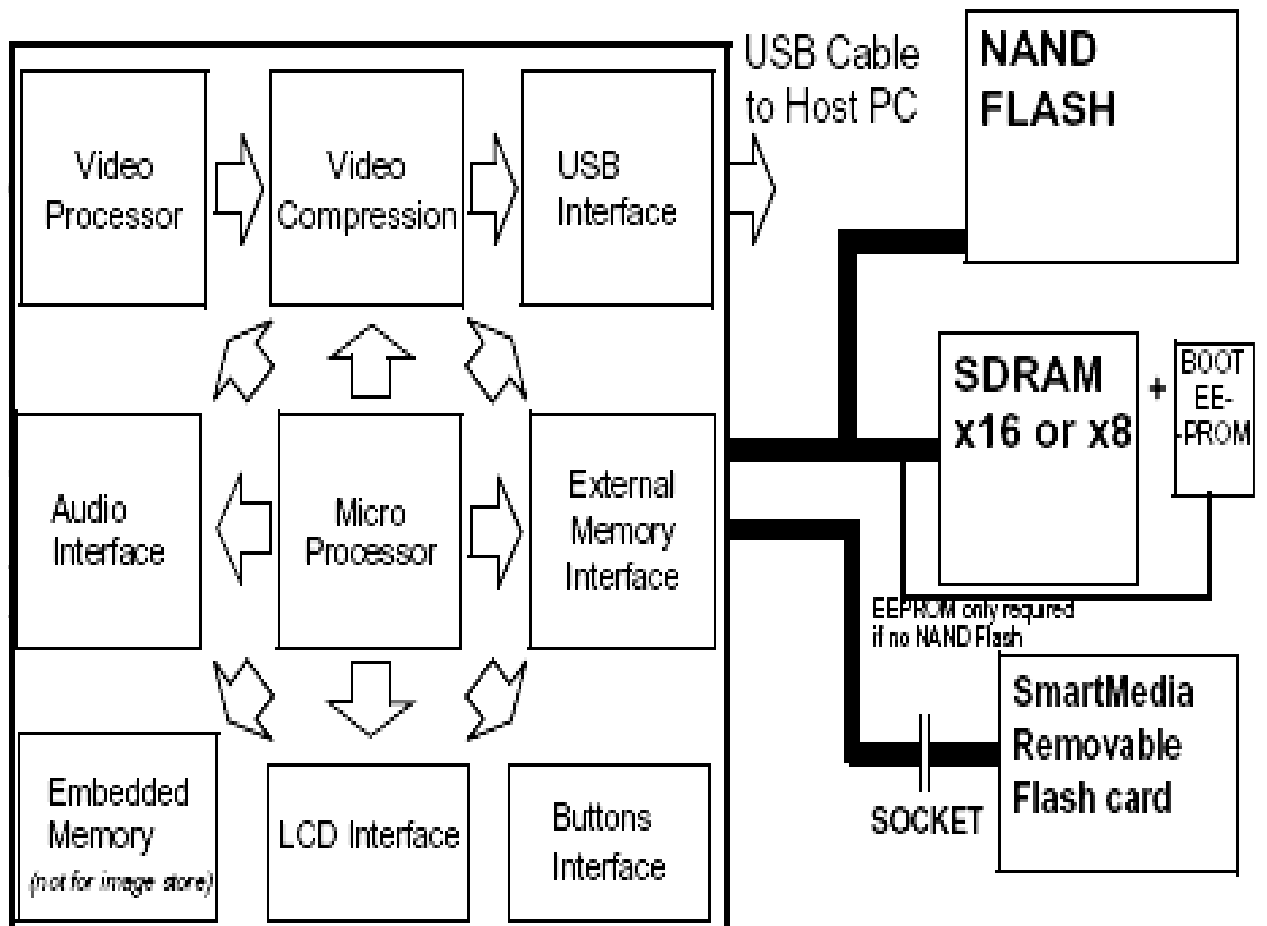 Video
Processor
Video
Compression
USB
Interface
USB Cable
to Host PC
NAND
FLASH
SDRAM
x16 or x8
+
BOOT
EE-
-PROM
Audio
Interface
Micro
Processor
External
Memory
Interface
EEPROM only required
if no NAND Flash
SmartMedia
Removable
Flash card
SOCKET
Embedded
Memory
(not for image store)
LCD Interface
Buttons
Interface